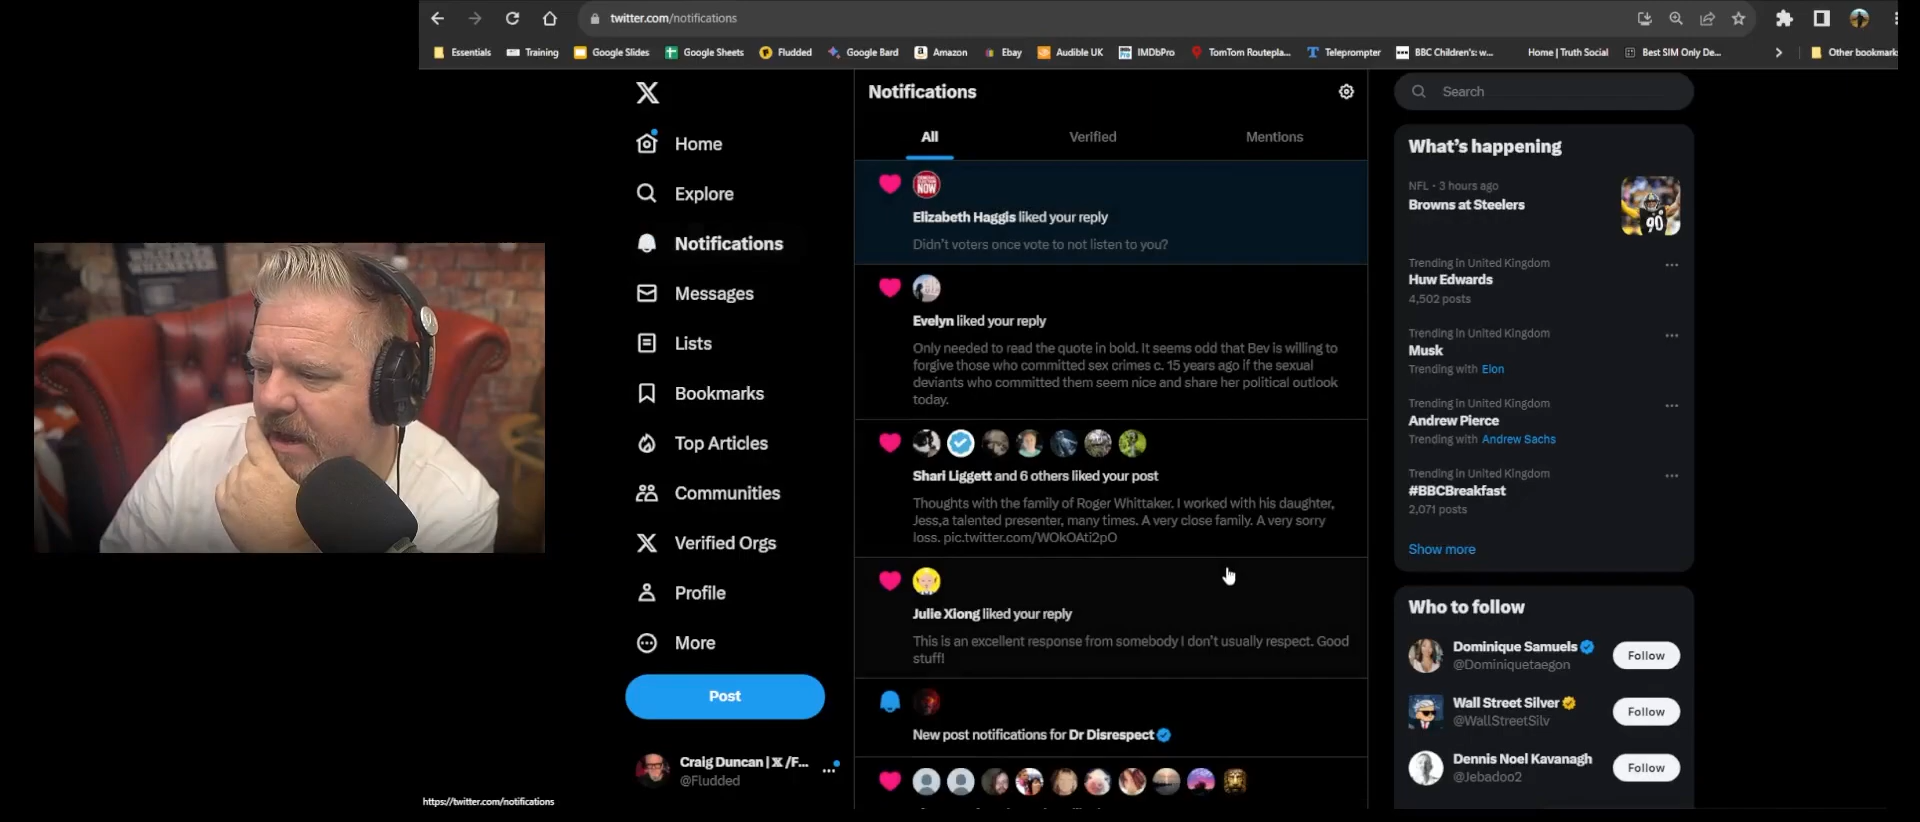 twitter.com/notifications
Essentials
Training
Google Slides
Google Sheets
Fludded
Google Bard
Amazon
Ebay
Audible UK
IMDbPro
TomTom Routepla...
Teleprompter
BBC Children's: w...
Home | Truth Social
Best SIM Only De...
Other bookmarks
WHATEVER
WHENEVER
Home
Explore
Notifications
Messages
Lists
Bookmarks
Top Articles
Communities
Verified Orgs
Profile
More
Post
Craig Duncan | X /F...
@Fludded
https://twitter.com/notifications
Notifications
All
Verified
Mentions
NOW
Elizabeth Haggis liked your reply
Didn't voters once vote to not listen to you?
Evelyn liked your reply
Only needed to read the quote in bold. It seems odd that Bev is willing to
forgive those who committed sex crimes c. 15 years ago if the sexual
deviants who committed them seem nice and share her political outlook
today.
Shari Liggett and 6 others liked your post
Thoughts with the family of Roger Whittaker. I worked with his daughter,
Jess,a talented presenter, many times. A very close family. A very sorry
loss. pic.twitter.com/WOkOAti2pO
Julie Xiong liked your reply
This is an excellent response from somebody I don't usually respect. Good
stuff!
New post notifications for Dr Disrespect
Search
What's happening
NFL · 3 hours ago
Browns at Steelers
90
Trending in United Kingdom
Huw Edwards
4,502 posts
Trending in United Kingdom
Musk
Trending with Elon
Trending in United Kingdom
Andrew Pierce
Trending with Andrew Sachs
Trending in United Kingdom
#BBCBreakfast
2,071 posts
Show more
Who to follow
Dominique Samuels
@Dominiquetaegon
Follow
Wall Street Silver
@WallStreetSilv
Follow
Dennis Noel Kavanagh
@Jebadoo2
Follow